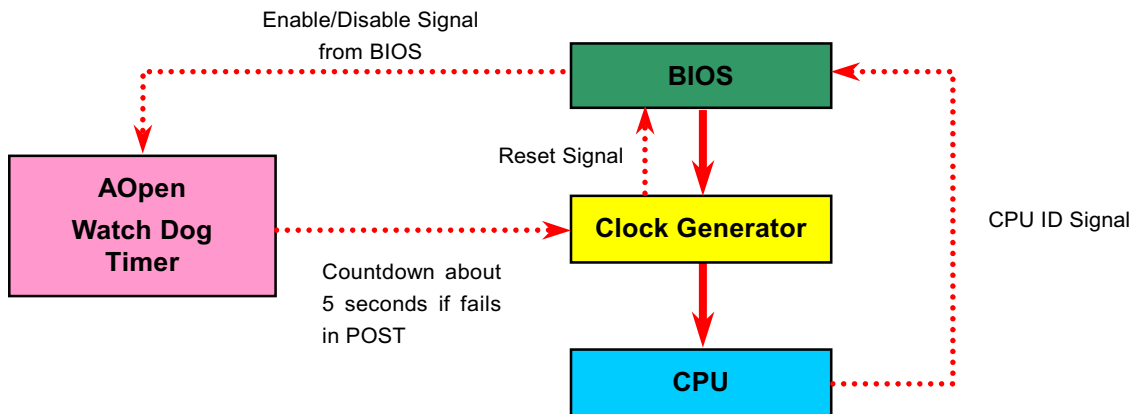 Enable/Disable Signal
from BIOS
BIOS
Reset Signal
AOpen
Watch Dog
Timer
Clock Generator
CPU ID Signal
Countdown about
5 seconds if fails
in POST
CPU